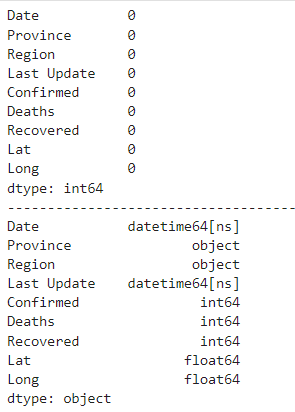 Date 0
Province 0
Region 0
Last Update 0
Confirmed 0
Deaths 0
Recovered 0
Lat 0
Long 0
dtype: int64
------------------------------------
Date datetime64[ns]
Province object
Region object
Last Update datetime64[ns]
Confirmed int64
Deaths int64
Recovered int64
Lat float64
Long float64
dtype: object